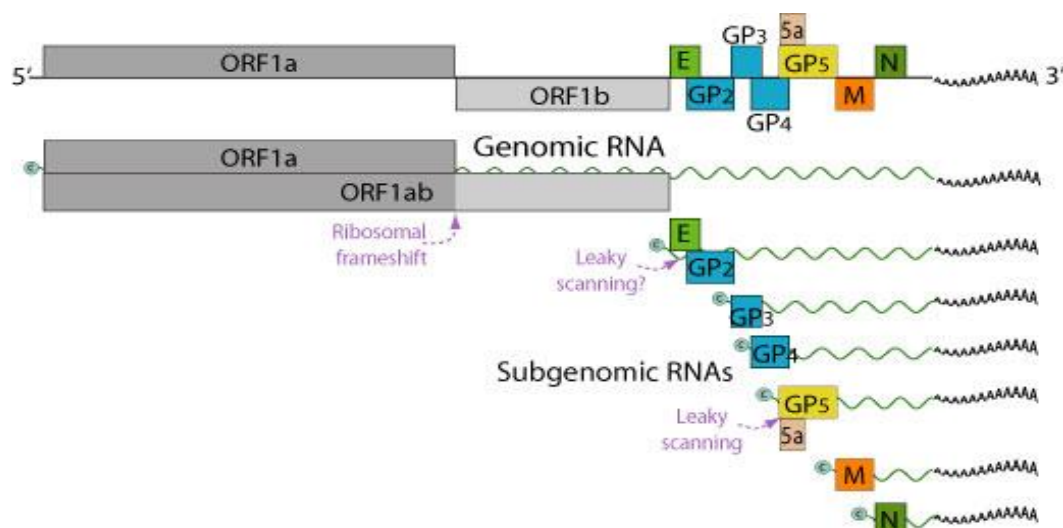 5a
GP3
ORF1a E GP5 N
5' 3'
ORF1b GP2 M
GP4
Genomic RNA
c ORF1a
ORF1ab
Ribosomal
frameshift
E
c
Leaky
scanning?
GP2
c GP3
c GP4
Subgenomic RNAs
c GP5
Leaky
scanning
5a
c M
c N